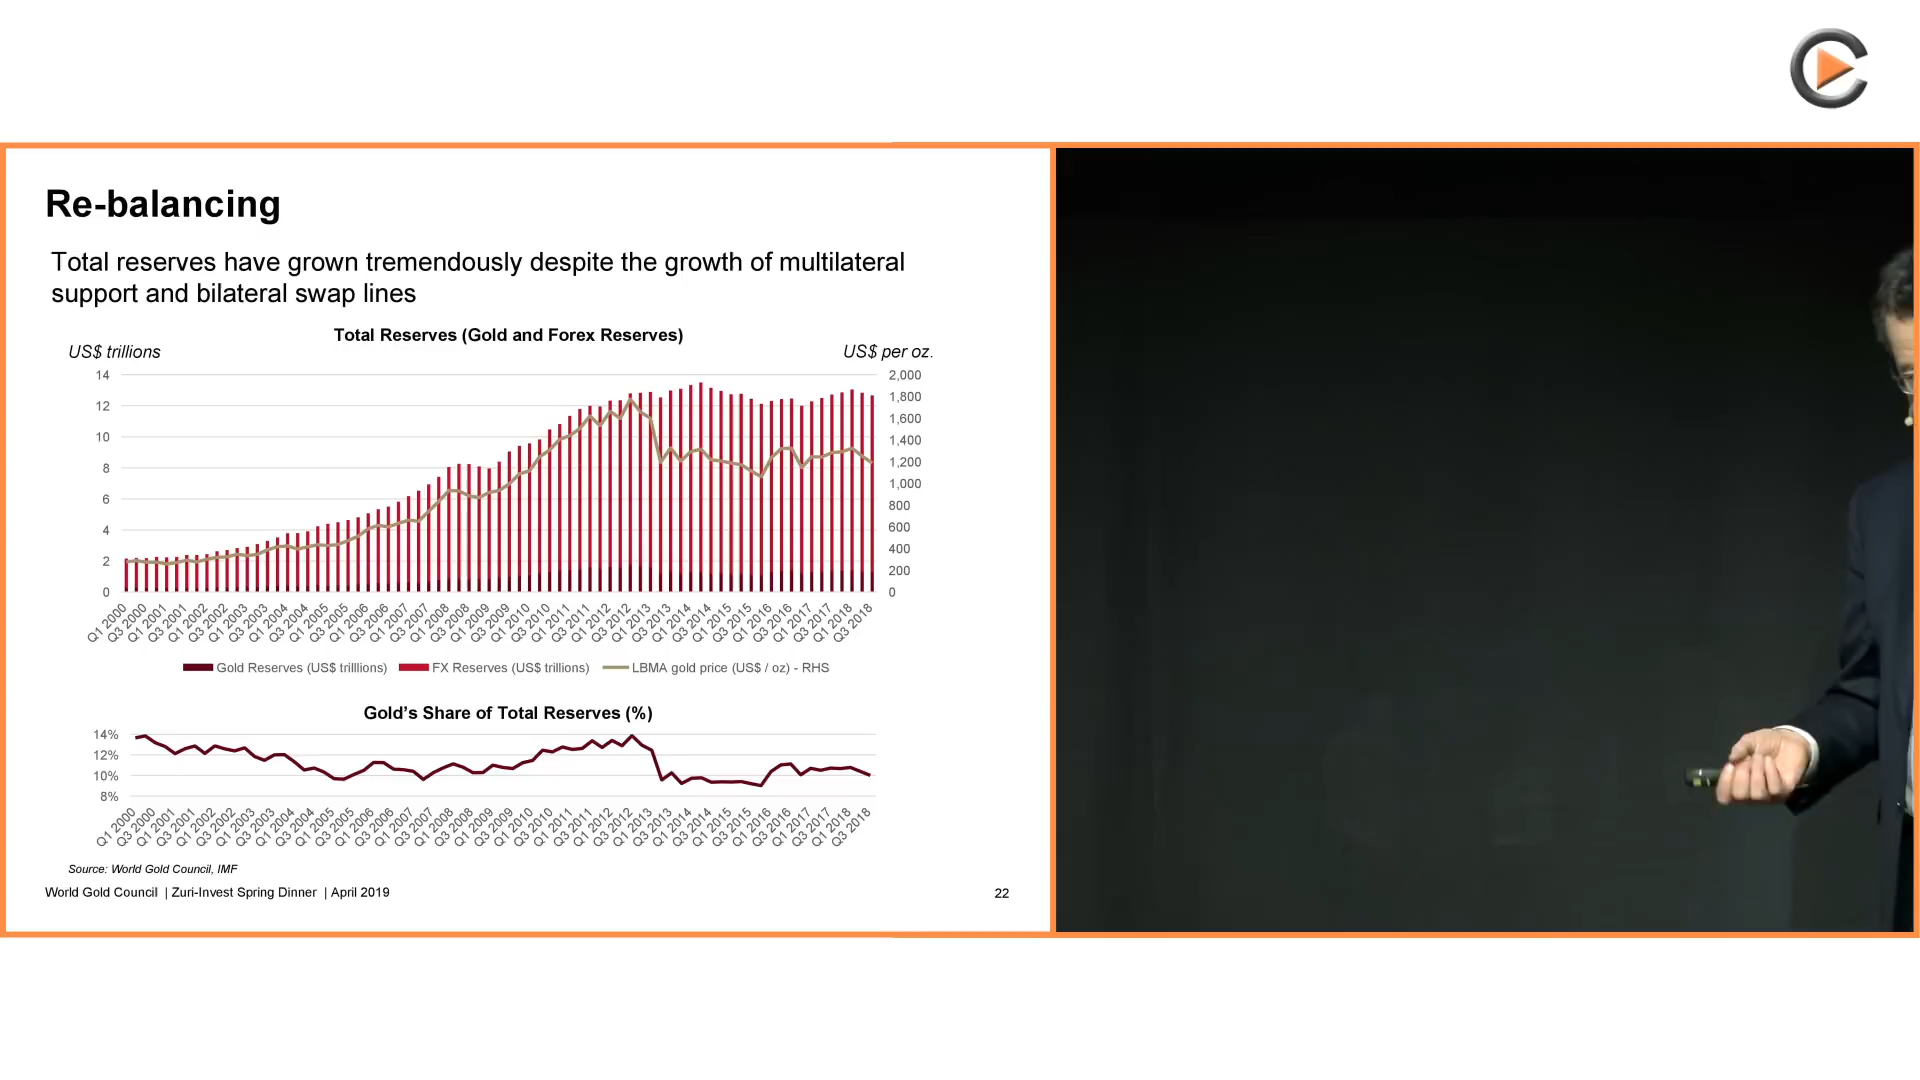 Re-balancing
Total reserves have grown tremendously despite the growth of multilateral
support and bilateral swap lines
Total Reserves (Gold and Forex Reserves)
US$ trillions
US$ per oz.
14
12
10
8
6
4
2
0
2,000
1,800
1,600
1,400
1,200
1,000
800
600
400
200
0
Q1 2000
Q3 2000
Q1 2001
Q3 2001
Q1 2002
Q3 2002
Q1 2003
Q3 2003
Q1 2004
Q3 2004
Q1 2005
Q3 2005
Q1 2006
Q3 2006
Q1 2007
Q3 2007
Q1 2008
Q3 2008
Q1 2009
Q3 2009
Q1 2010
Q3 2010
Q1 2011
Q3 2011
Q1 2012
Q3 2012
Q1 2013
Q3 2013
Q1 2014
Q3 2014
Q1 2015
Q3 2015
Q1 2016
Q3 2016
Q1 2017
Q3 2017
Q1 2018
Q3 2018
Gold Reserves (US$ trilllions) FX Reserves (US$ trillions) LBMA gold price (US$ / oz) - RHS
Gold's Share of Total Reserves (%)
14%
12%
10%
8%
Q1 2000
Q3 2000
Q1 2001
Q3 2001
Q1 2002
Q3 2002
Q1 2003
Q3 2003
Q1 2004
Q3 2004
Q1 2005
Q3 2005
Q1 2006
Q3 2006
Q1 2007
Q3 2007
Q1 2008
Q3 2008
Q1 2009
Q3 2009
Q1 2010
Q3 2010
Q1 2011
Q3 2011
Q1 2012
Q3 2012
Q1 2013
Q3 2013
Q1 2014
Q3 2014
Q1 2015
Q3 2015
Q1 2016
Q3 2016
Q1 2017
Q3 2017
Q1 2018
Q3 2018
Source: World Gold Council, IMF
World Gold Council | Zuri-Invest Spring Dinner | April 2019
22